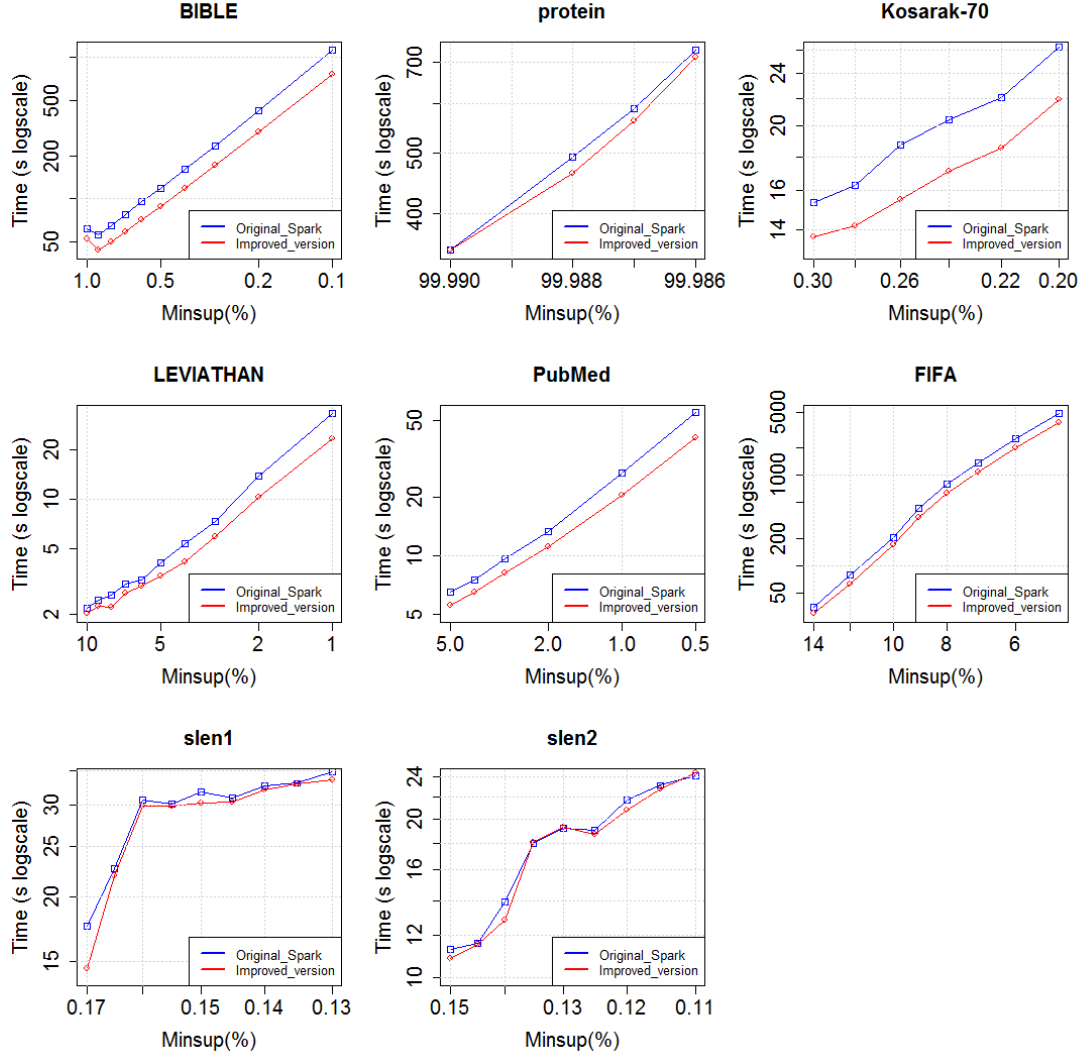 BIBLE
Time (s logscale)
500
200
50
1.0 0.5 0.2 0.1
Minsup(%)
Original_Spark
Improved_version
protein
Time (s logscale)
700
500
400
99.990 99.988 99.986
Minsup(%)
Original_Spark
Improved_version
Kosarak-70
Time (s logscale)
24
20
16
14
0.30 0.26 0.22 0.20
Minsup(%)
Original_Spark
Improved_version
LEVIATHAN
Time (s logscale)
20
10
5
2
10 5 2 1
Minsup(%)
Original_Spark
Improved_version
PubMed
Time (s logscale)
50
20
10
5
5.0 2.0 1.0 0.5
Minsup(%)
Original_Spark
Improved_version
FIFA
Time (s logscale)
5000
1000
200
50
14 10 8 6
Minsup(%)
Original_Spark
Improved_version
slen1
Time (s logscale)
30
25
20
15
0.17 0.15 0.14 0.13
Minsup(%)
Original_Spark
Improved_version
slen2
Time (s logscale)
24
20
16
12
10
0.15 0.13 0.12 0.11
Minsup(%)
Original_Spark
Improved_version